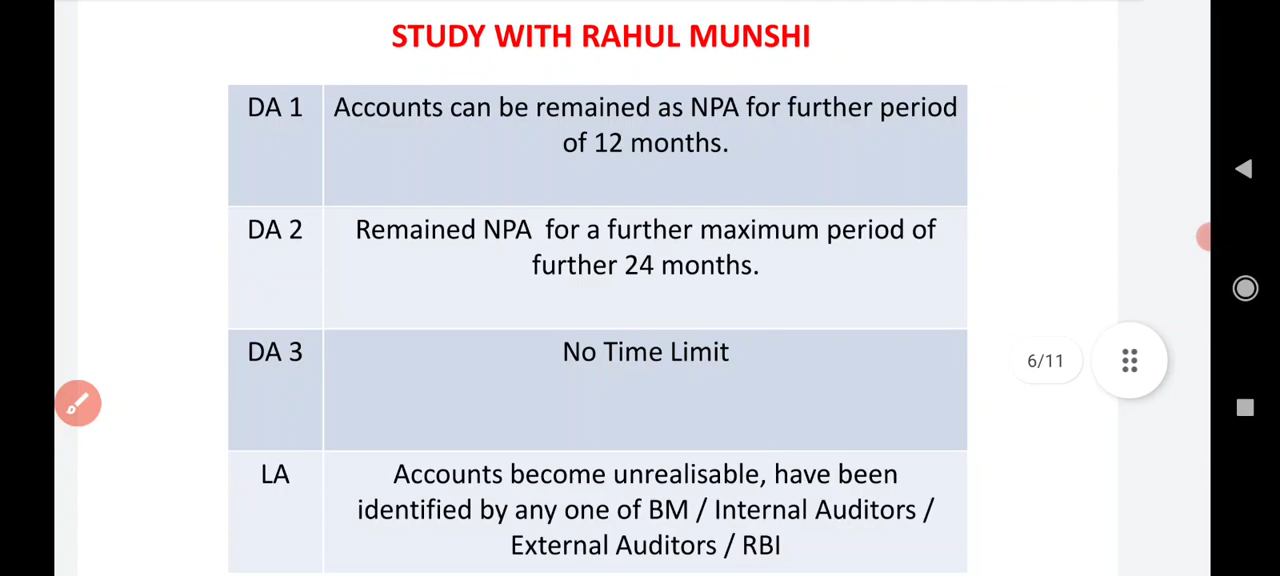 STUDY WITH RAHUL MUNSHI
DA 1
Accounts can be remained as NPA for further period
of 12 months.
DA 2
Remained NPA for a further maximum period of
further 24 months.
DA 3
No Time Limit
6/11
LA
Accounts become unrealisable, have been
identified by any one of BM / Internal Auditors /
External Auditors / RBI